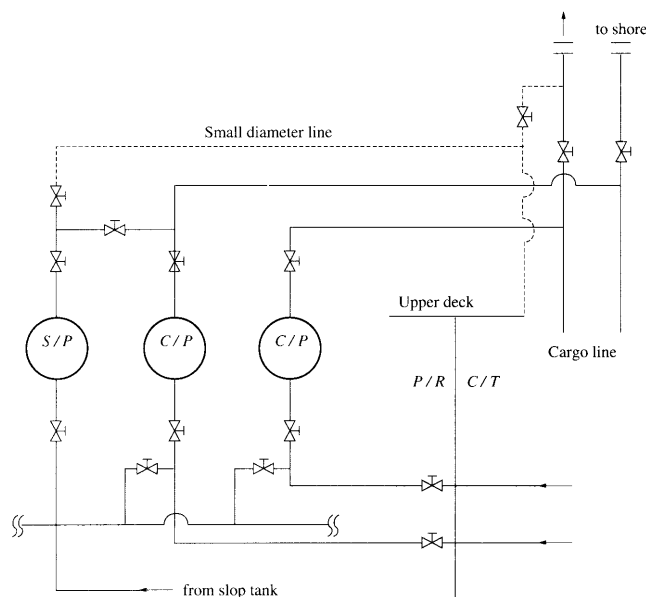 to shore
Small diameter line
Upper deck
S / P
C / P
C / P
Cargo line
P / R
C / T
from slop tank